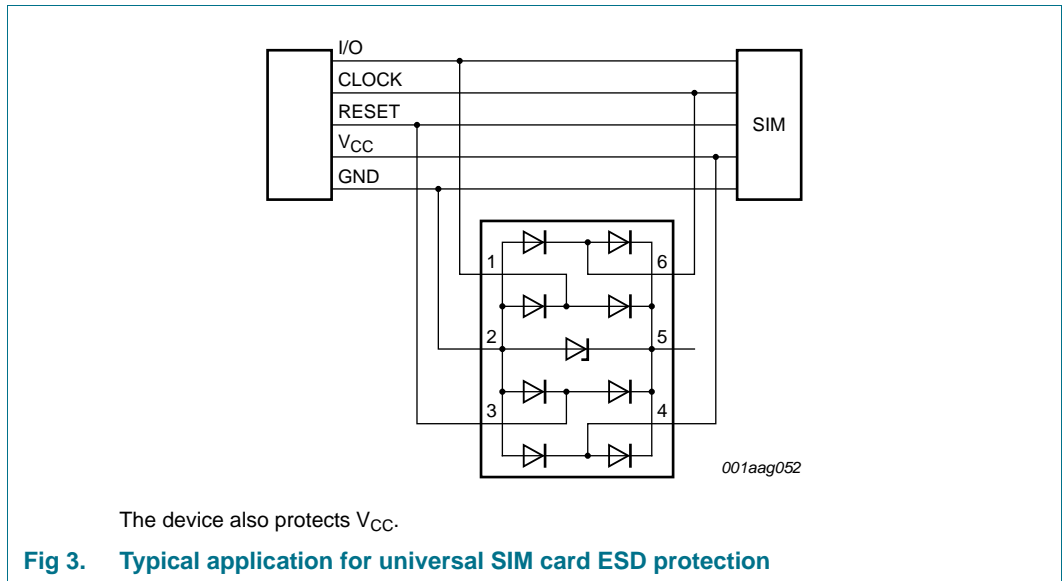 I/O
CLOCK
RESET
VCC
GND
SIM
1
6
2
5
3
4
001aag052
The device also protects VCC.
Fig 3. Typical application for universal SIM card ESD protection